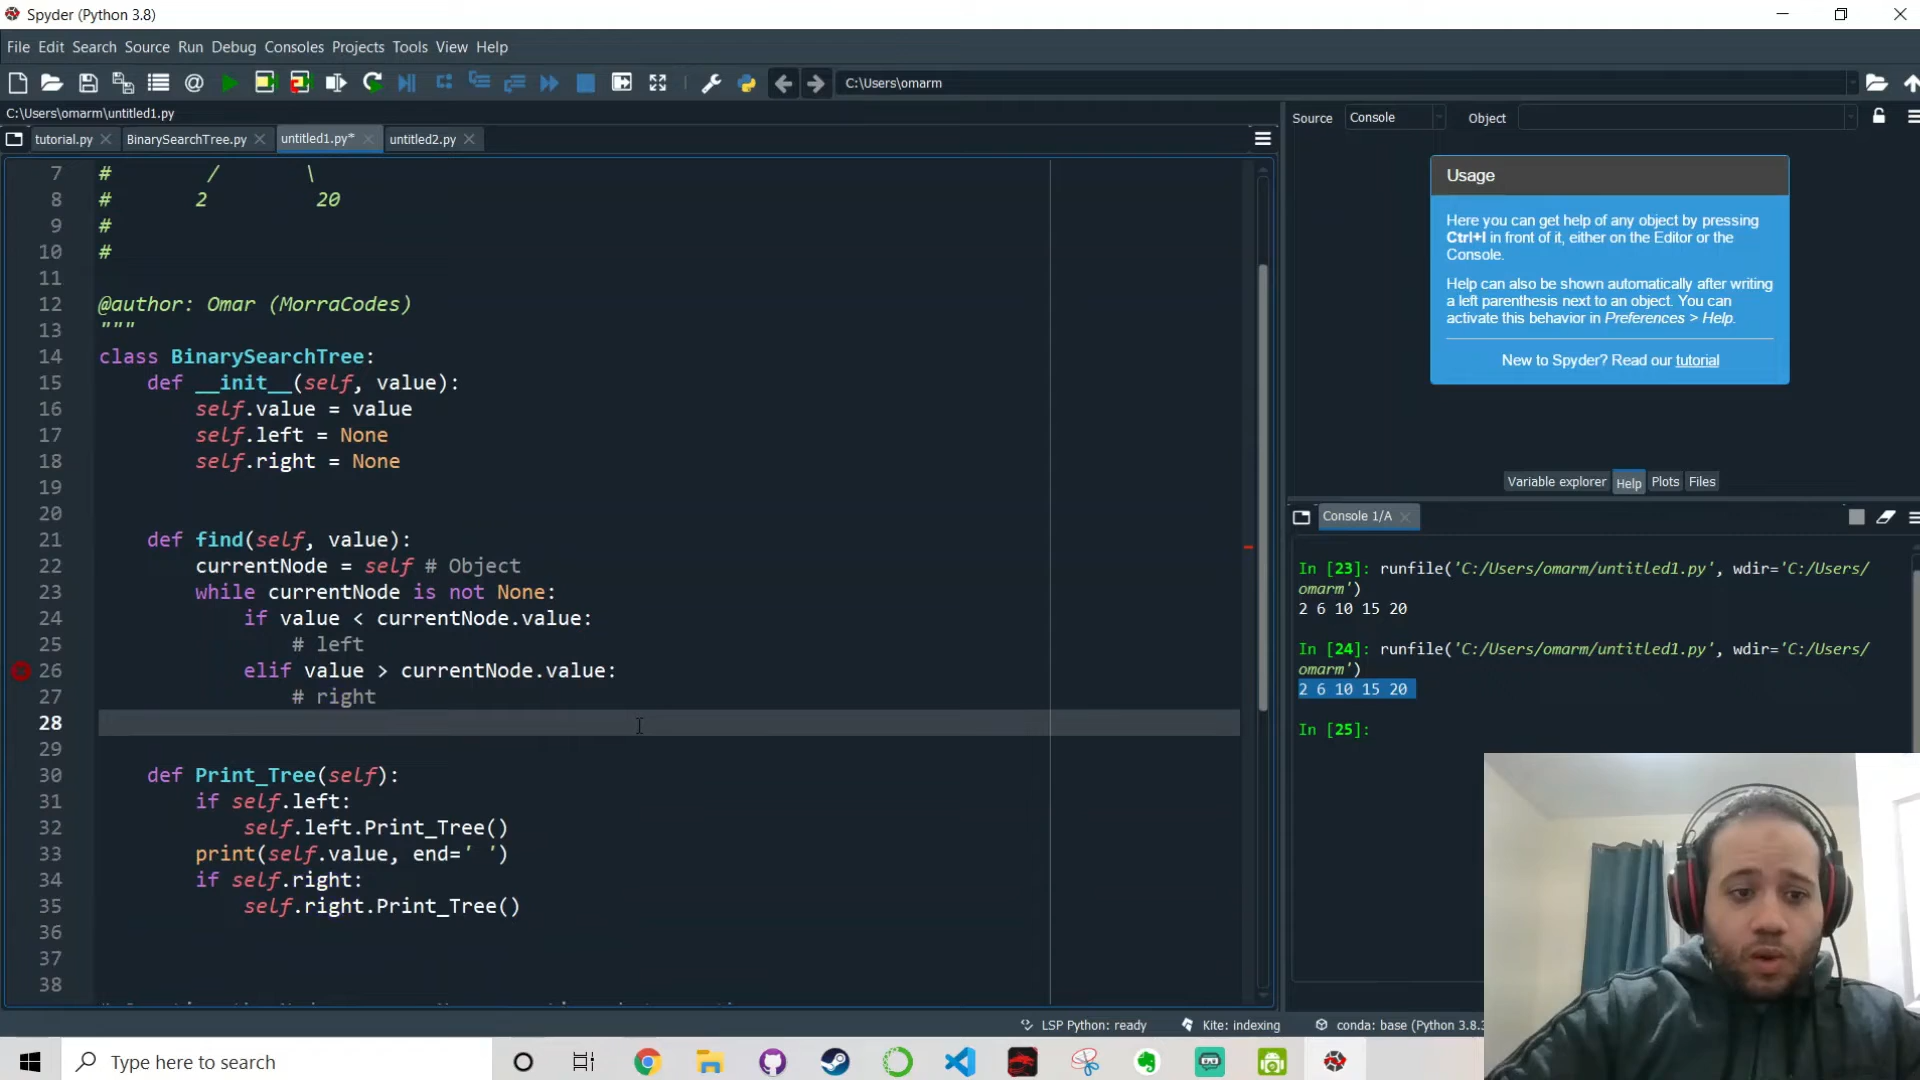 Spyder (Python 3.8)
File Edit Search Source Run Debug Consoles Projects Tools View Help
C:\Users\omarm
C:\Users\omarm\untitled1.py
tutorial.py BinarySearchTree.py untitled1.py* untitled2.py
7 # / \
8 # 2 20
9 #
10 #
11
12 @author: Omar (MorraCodes)
13 """
14 class BinarySearchTree:
15 def __init__(self, value):
16 self.value = value
17 self.left = None
18 self.right = None
19
20
21 def find(self, value):
22 currentNode = self # Object
23 while currentNode is not None:
24 if value < currentNode.value:
25 # left
26 elif value > currentNode.value:
27 # right
28
29
30 def Print_Tree(self):
31 if self.left:
32 self.left.Print_Tree()
33 print(self.value, end=' ')
34 if self.right:
35 self.right.Print_Tree()
36
37
38
Source Console Object
Usage
Here you can get help of any object by pressing
Ctrl+I in front of it, either on the Editor or the
Console.
Help can also be shown automatically after writing
a left parenthesis next to an object. You can
activate this behavior in Preferences > Help.
New to Spyder? Read our tutorial
Variable explorer Help Plots Files
Console 1/A
In [23]: runfile('C:/Users/omarm/untitled1.py', wdir='C:/Users/
omarm')
2 6 10 15 20
In [24]: runfile('C:/Users/omarm/untitled1.py', wdir='C:/Users/
omarm')
2 6 10 15 20
In [25]:
LSP Python: ready Kite: indexing conda: base (Python 3.8.3
Type here to search